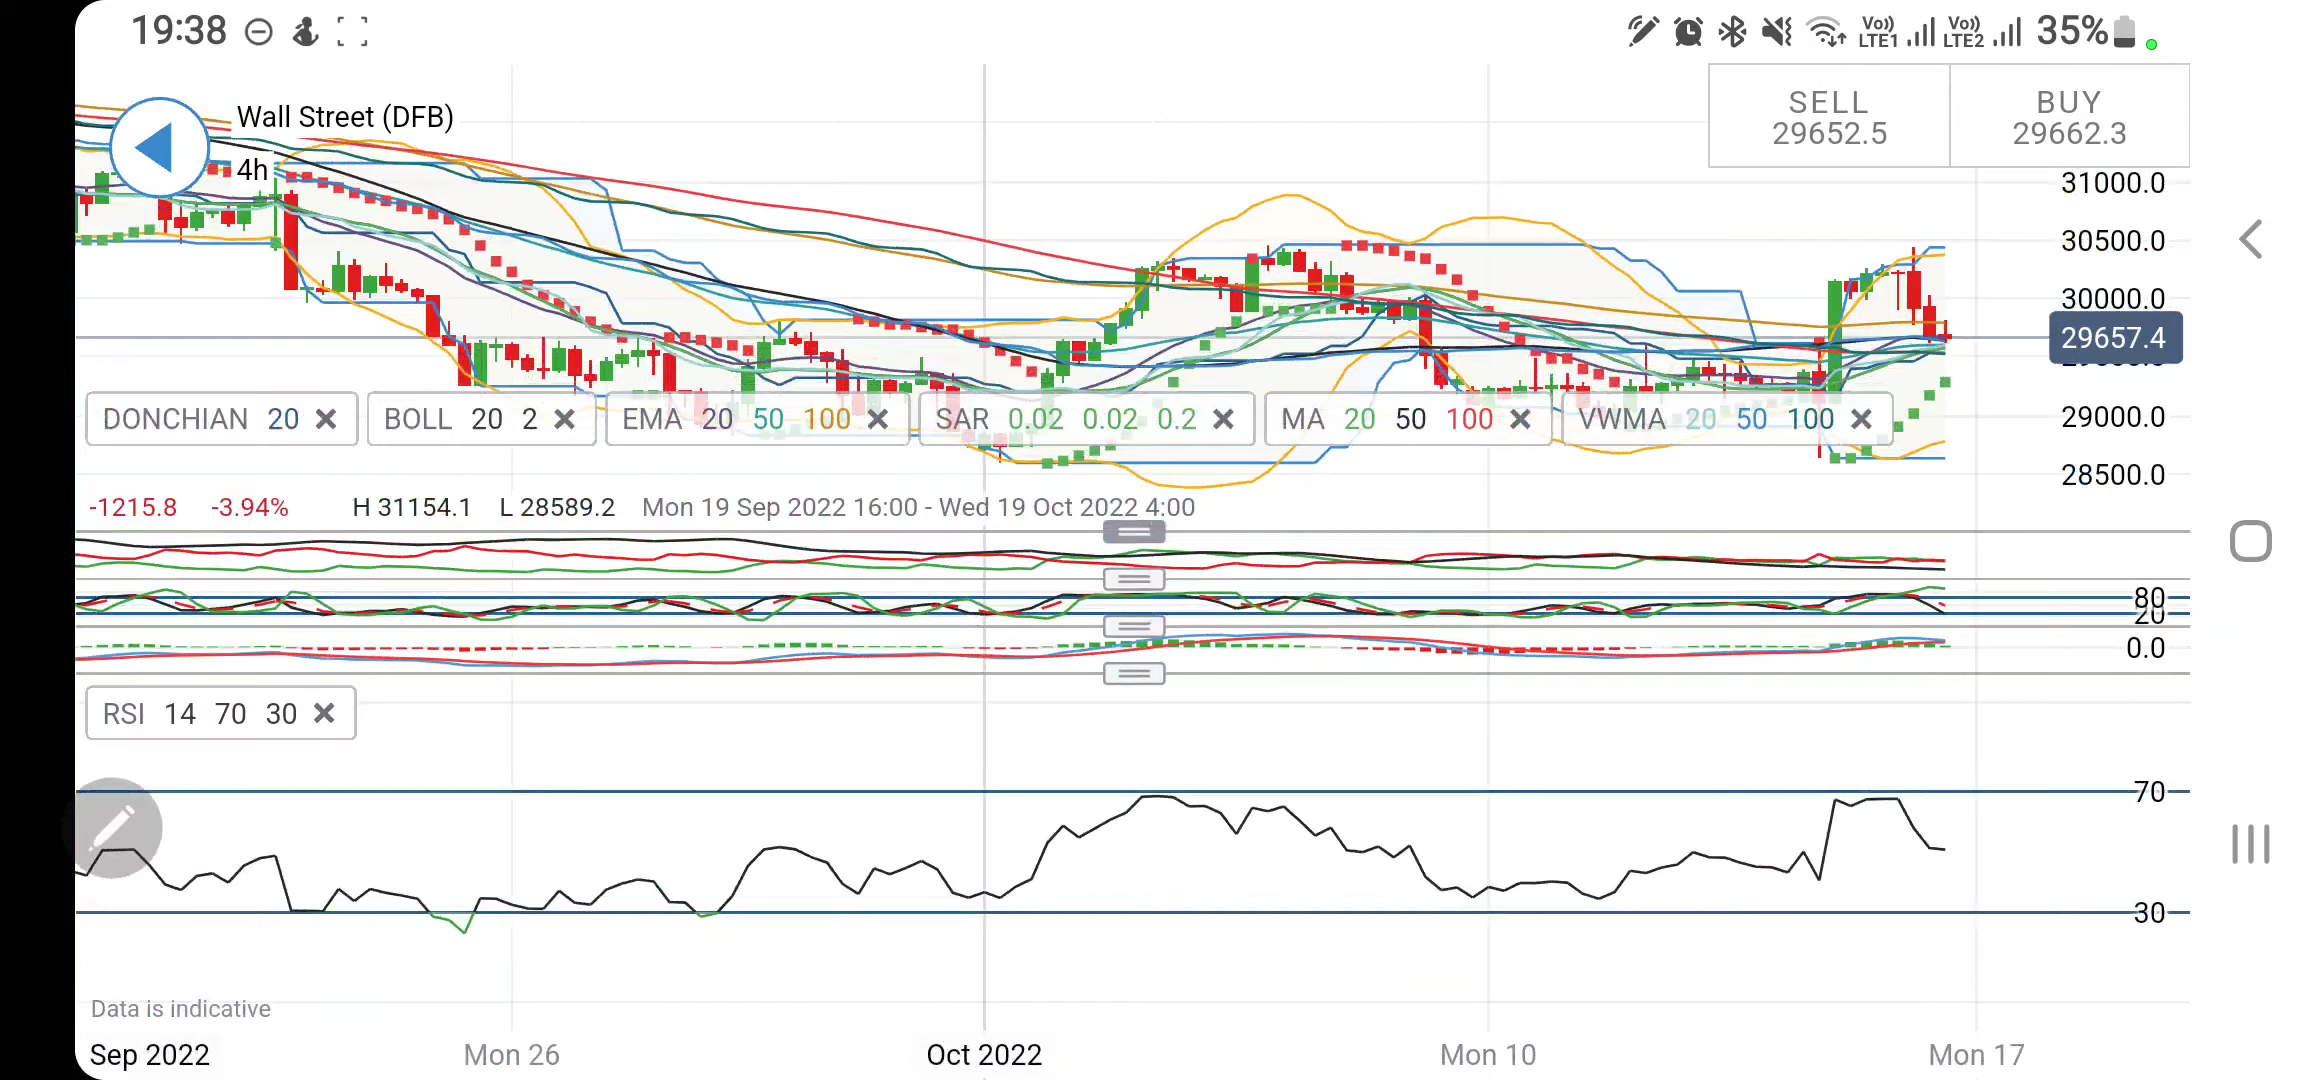 19:38 Vo)) LTE1 Vo)) LTE2 35%
Wall Street (DFB)
4h
SELL BUY
29652.5 29662.3
31000.0
30500.0
30000.0
29657.4
29000.0
28500.0
DONCHIAN 20 BOLL 20 2 EMA 20 50 100 SAR 0.02 0.02 0.2 MA 20 50 100 VWMA 20 50 100
-1215.8 -3.94% H 31154.1 L 28589.2 Mon 19 Sep 2022 16:00 - Wed 19 Oct 2022 4:00
80
20
0.0
RSI 14 70 30
70
30
Data is indicative
Sep 2022 Mon 26 Oct 2022 Mon 10 Mon 17